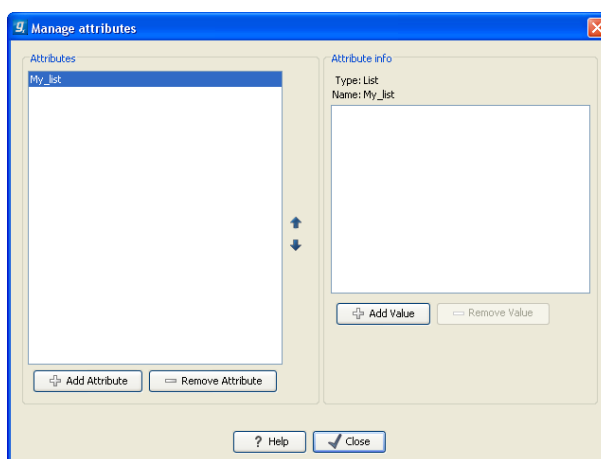 Manage attributes
Attributes
My_list
Add Attribute
Remove Attribute
Attribute info
Type: List
Name: My_list
Add Value
Remove Value
? Help
Close